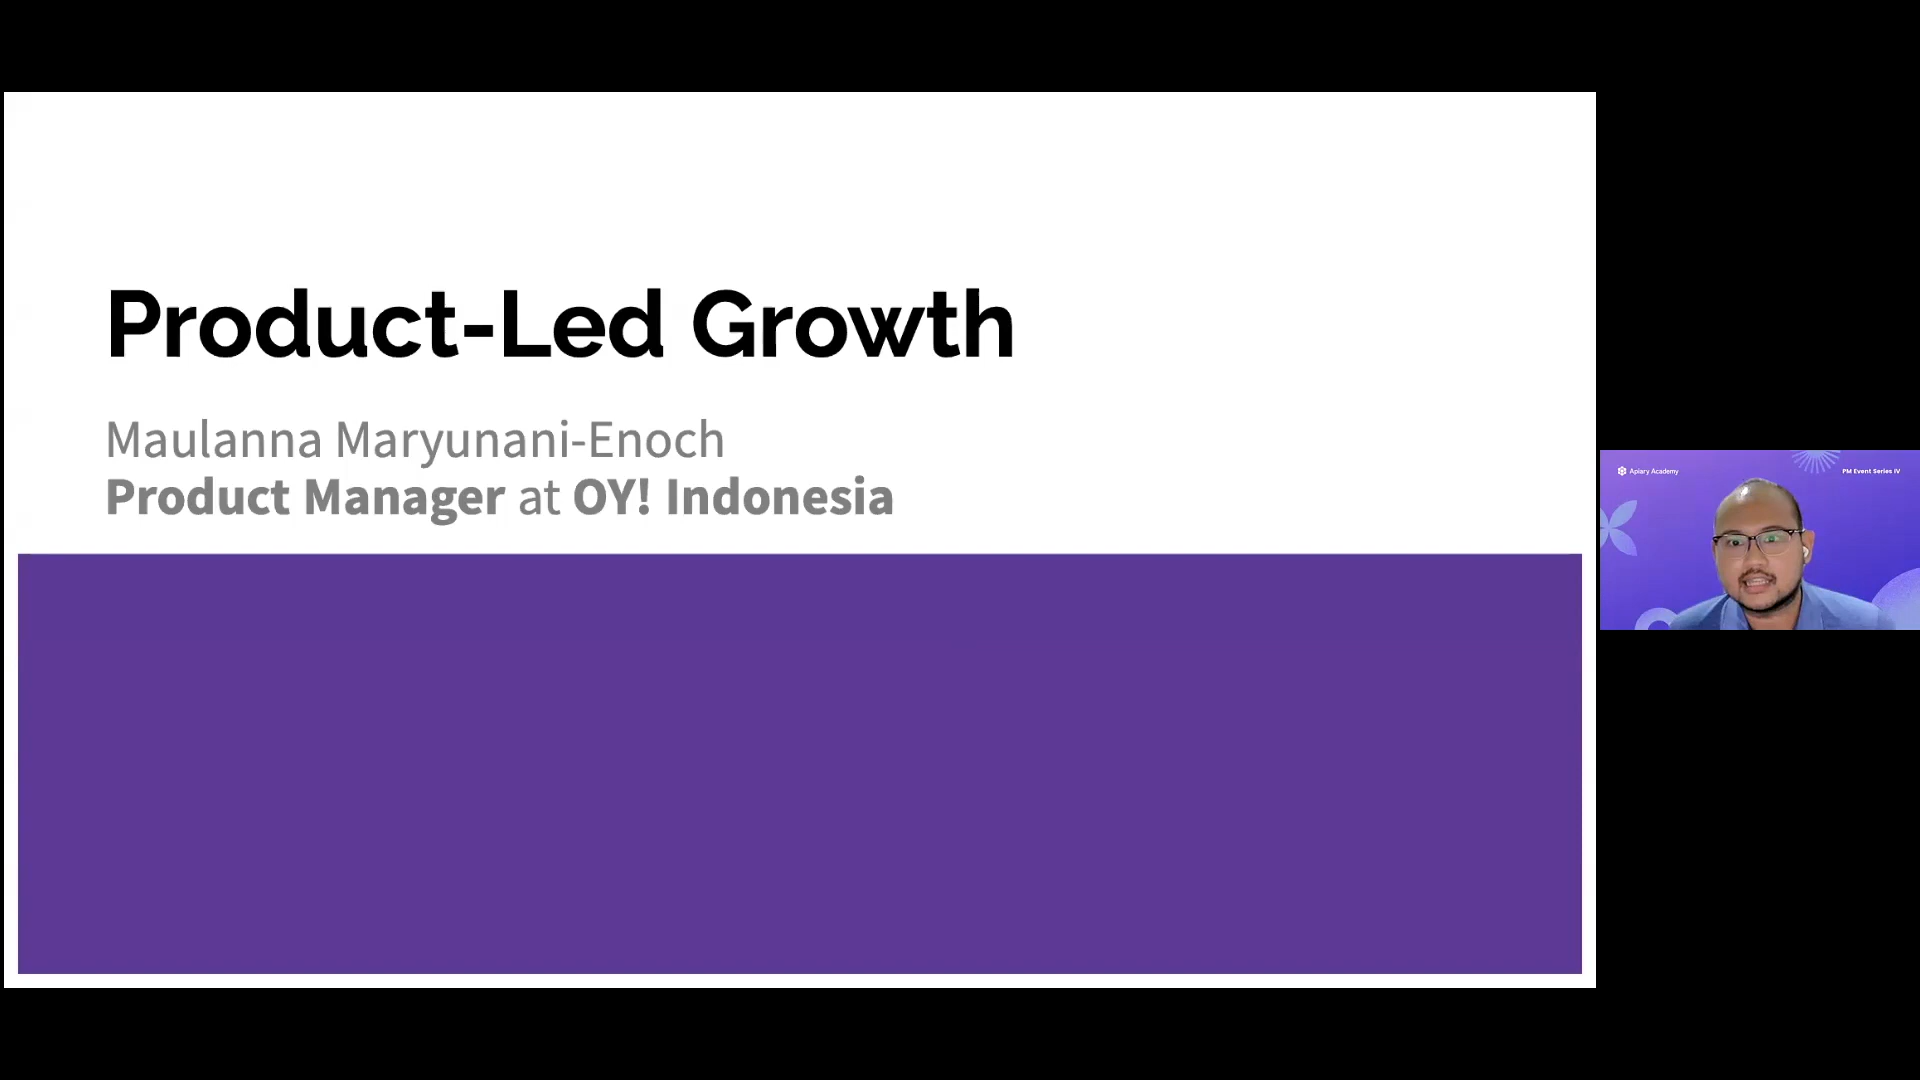 Product-Led Growth
Maulanna Maryunani-Enoch
Product Manager at OY! Indonesia
Apiary Academy
PM Event Series IV